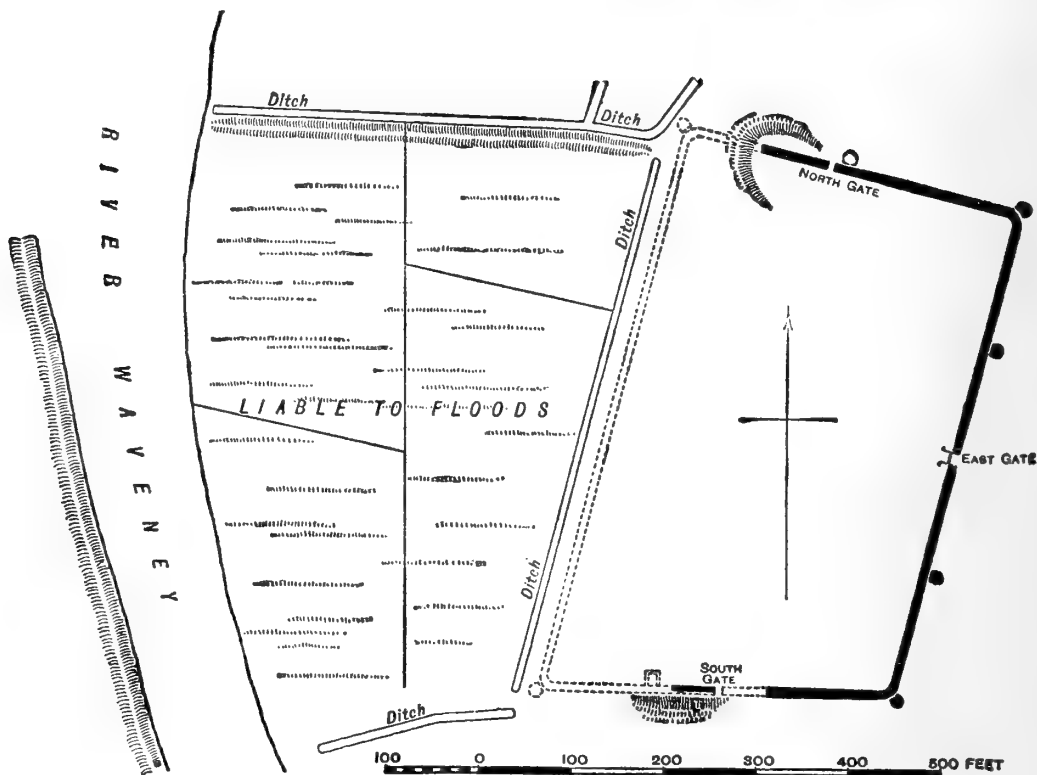 Ditch
Ditch
RIVER WAVENEY
NORTH GATE
Ditch
LIABLE TO FLOODS
EAST GATE
Ditch
SOUTH
GATE
Ditch
100 0 100 200 300 400 500 FEET